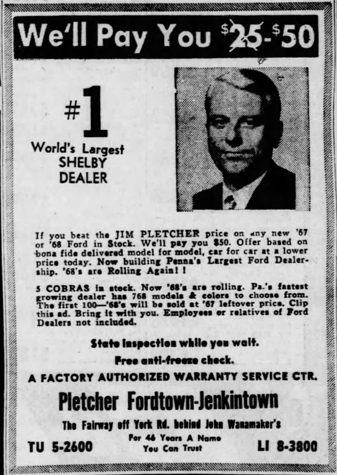 We'll Pay You $25-$50
#1
World's Largest
SHELBY
DEALER
If you beat the JIM PLETCHER price on any new '67
or '68 Ford in Stock. We'll pay you $50. Offer based on
bona fide delivered model for model, car for car at a lower
price today. Now building Penna's Largest Ford Dealer-
ship. '68's are Rolling Again! !
5 COBRAS in stock. Now '68's are rolling. Pa.'s fastest
growing dealer has 768 models & colors to choose from.
The first 100—'68's will be sold at '67 leftover price. Clip
this ad. Bring it with you. Employees or relatives of Ford
Dealers not included.
State Inspection while you wait.
Free anti-freeze check.
A FACTORY AUTHORIZED WARRANTY SERVICE CTR.
Pletcher Fordtown-Jenkintown
The Fairway off York Rd. behind John Wanamaker's
For 46 Years A Name
You Can Trust
TU 5-2600
LI 8-3800